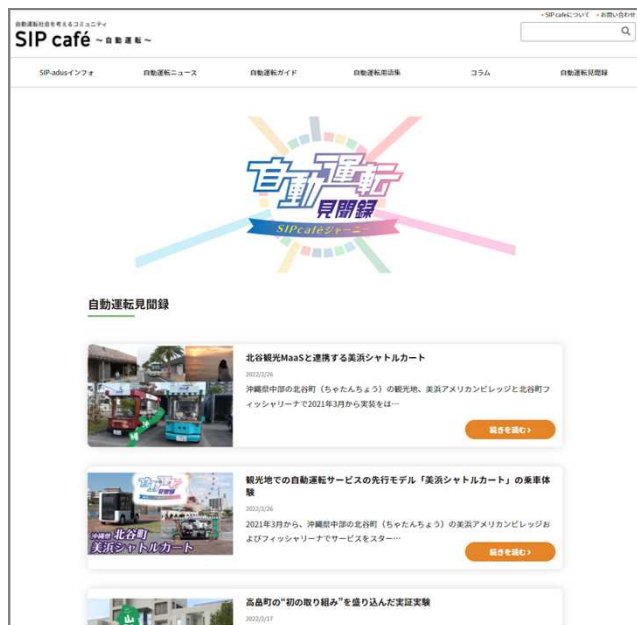 ・SIP caféについて ・お問い合わせ
自動運転社会を考えるコミュニティ
SIP café ～自動運転～
SIP-adusインフォ 自動運転ニュース 自動運転ガイド 自動運転用語集 コラム 自動運転見聞録
自動運転
見聞録
SIPcaféジャーニー
自動運転見聞録
北谷観光MaaSと連携する美浜シャトルカート
2022/2/26
沖縄県中部の北谷町（ちゃたんちょう）の観光地、美浜アメリカンビレッジと北谷町フ
ィッシャリーナで2021年3月から実装をは…
続きを読む›
観光地での自動運転サービスの先行モデル「美浜シャトルカート」の乗車体
験
2022/2/26
2021年3月から、沖縄県中部の北谷町（ちゃたんちょう）の美浜アメリカンビレッジお
よびフィッシャリーナでサービスをスター…
続きを読む›
沖縄県 北谷町
美浜シャトルカート
高畠町の“初の取り組み”を盛り込んだ実証実験
2022/2/17
山